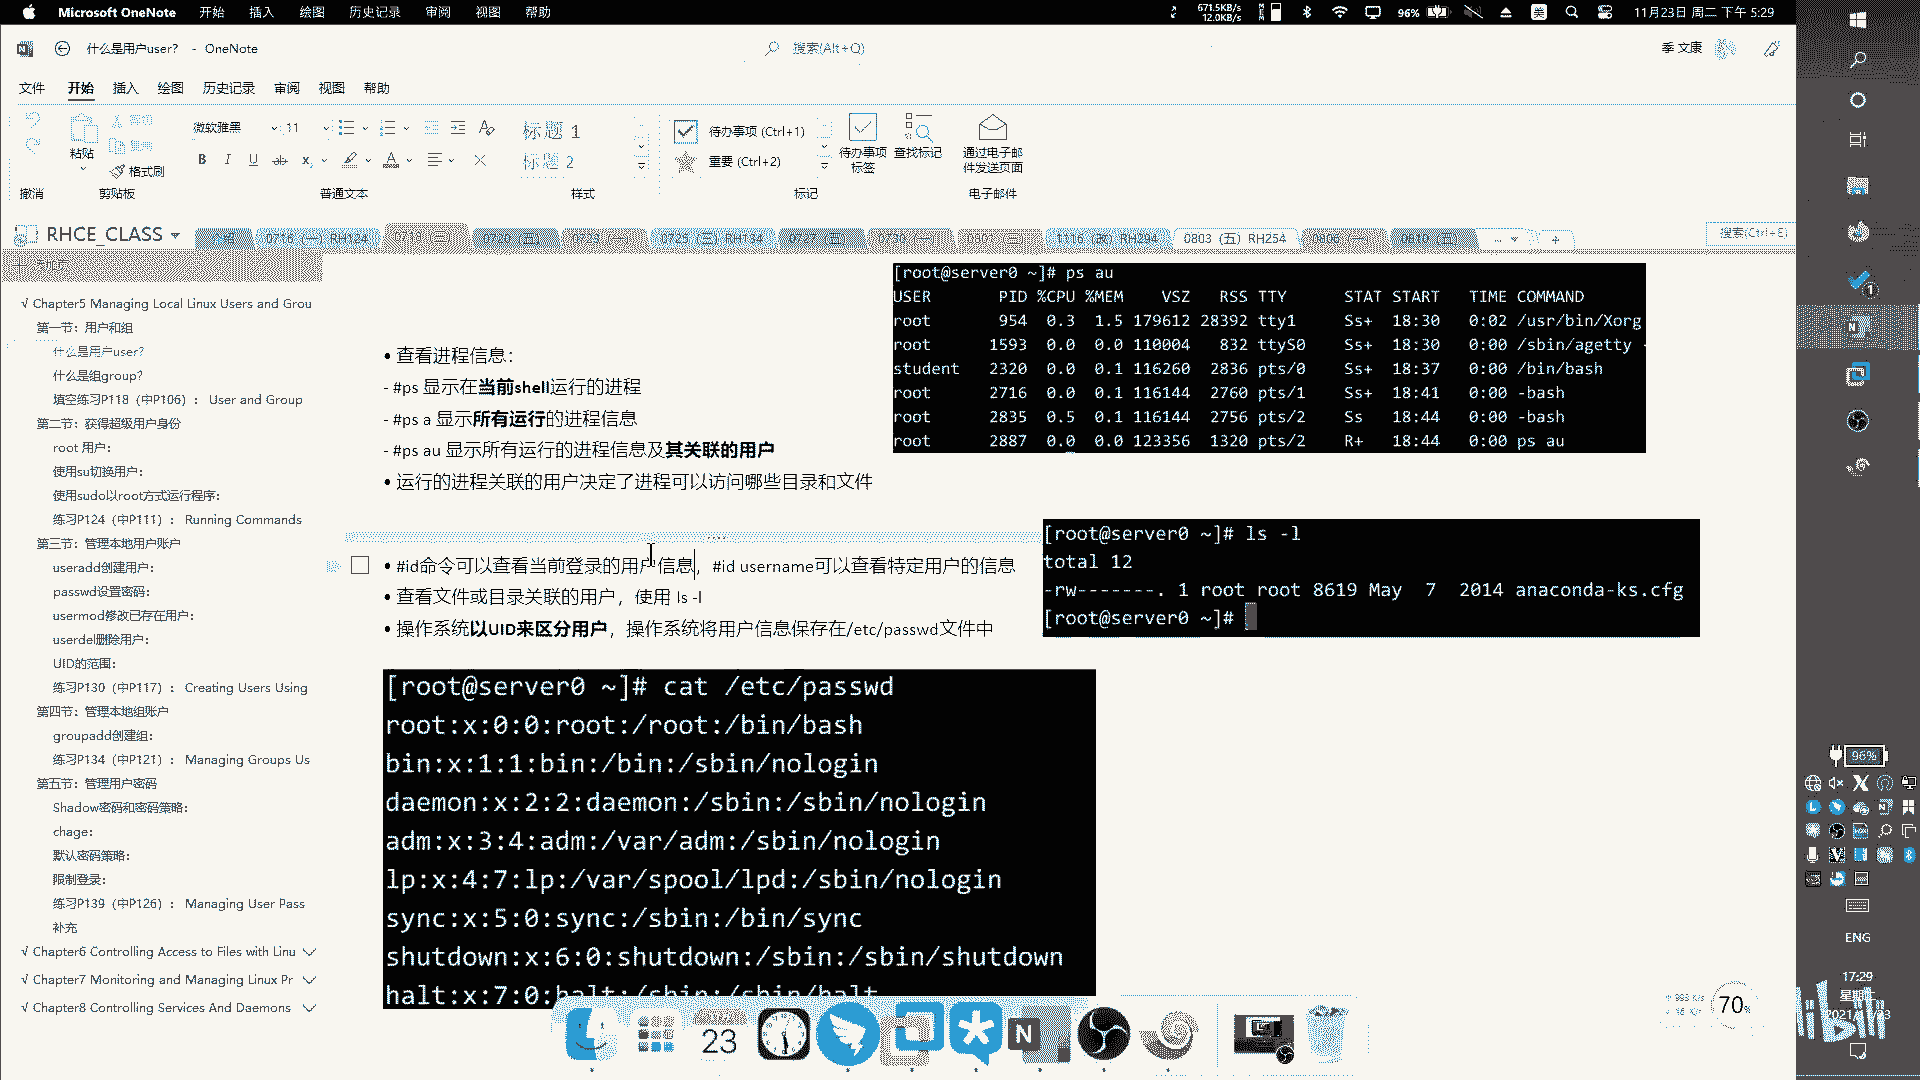 Microsoft OneNote 开始 插入 绘图 历史记录 审阅 视图 帮助
671.5KB/s
12.0KB/s
96% 美 11月23日 周二 下午 5:29
什么是用户user? - OneNote
搜索(Alt+Q)
季 文康
文件 开始 插入 绘图 历史记录 审阅 视图 帮助
粘贴
格式刷
微软雅黑 11
B I U ab x
标题 1
标题 2
待办事项 (Ctrl+1)
重要 (Ctrl+2)
待办事项
标签
查找标记
通过电子邮
件发送页面
撤消 剪贴板 普通文本 样式 标记 电子邮件
RHCE_CLASS
0716 (一) RH124
0725 (三) RH134
1116 (友) RH294
0803 (五) RH254
搜索(Ctrl+E)
√ Chapter5 Managing Local Linux Users and Grou
第一节：用户和组
什么是用户user?
什么是组group?
填空练习P118（中P106）： User and Group
第二节：获得超级用户身份
root 用户：
使用su切换用户：
使用sudo以root方式运行程序：
练习P124（中P111）： Running Commands
第三节：管理本地用户账户
useradd创建用户：
passwd设置密码：
usermod修改已存在用户：
userdel删除用户：
UID的范围：
练习P130（中P117）： Creating Users Using
第四节：管理本地组账户
groupadd创建组：
练习P134（中P121）： Managing Groups Us
第五节：管理用户密码
Shadow密码和密码策略：
chage：
默认密码策略：
限制登录：
练习P139（中P126）： Managing User Pass
补充
√ Chapter6 Controlling Access to Files with Linu
√ Chapter7 Monitoring and Managing Linux Pr
√ Chapter8 Controlling Services And Daemons
• 查看进程信息：
- #ps 显示在当前shell运行的进程
- #ps a 显示所有运行的进程信息
- #ps au 显示所有运行的进程信息及其关联的用户
• 运行的进程关联的用户决定了进程可以访问哪些目录和文件
[root@server0 ~]# ps au
USER PID %CPU %MEM VSZ RSS TTY STAT START TIME COMMAND
root 954 0.3 1.5 179612 28392 tty1 Ss+ 18:30 0:02 /usr/bin/Xorg
root 1593 0.0 0.0 110004 832 ttyS0 Ss+ 18:30 0:00 /sbin/agetty -
student 2320 0.0 0.1 116260 2836 pts/0 Ss+ 18:37 0:00 /bin/bash
root 2716 0.0 0.1 116144 2760 pts/1 Ss+ 18:41 0:00 -bash
root 2835 0.5 0.1 116144 2756 pts/2 Ss 18:44 0:00 -bash
root 2887 0.0 0.0 123356 1320 pts/2 R+ 18:44 0:00 ps au
• #id命令可以查看当前登录的用户信息，#id username可以查看特定用户的信息
• 查看文件或目录关联的用户，使用 ls -l
• 操作系统以UID来区分用户，操作系统将用户信息保存在/etc/passwd文件中
[root@server0 ~]# ls -l
total 12
-rw-------. 1 root root 8619 May 7 2014 anaconda-ks.cfg
[root@server0 ~]#
[root@server0 ~]# cat /etc/passwd
root:x:0:0:root:/root:/bin/bash
bin:x:1:1:bin:/bin:/sbin/nologin
daemon:x:2:2:daemon:/sbin:/sbin/nologin
adm:x:3:4:adm:/var/adm:/sbin/nologin
lp:x:4:7:lp:/var/spool/lpd:/sbin/nologin
sync:x:5:0:sync:/sbin:/bin/sync
shutdown:x:6:0:shutdown:/sbin:/sbin/shutdown
halt:x:7:0:halt:/sbin:/sbin/halt
23
96%
ENG
17:29
70%